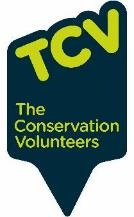 TCV
The
Conservation
Volunteers